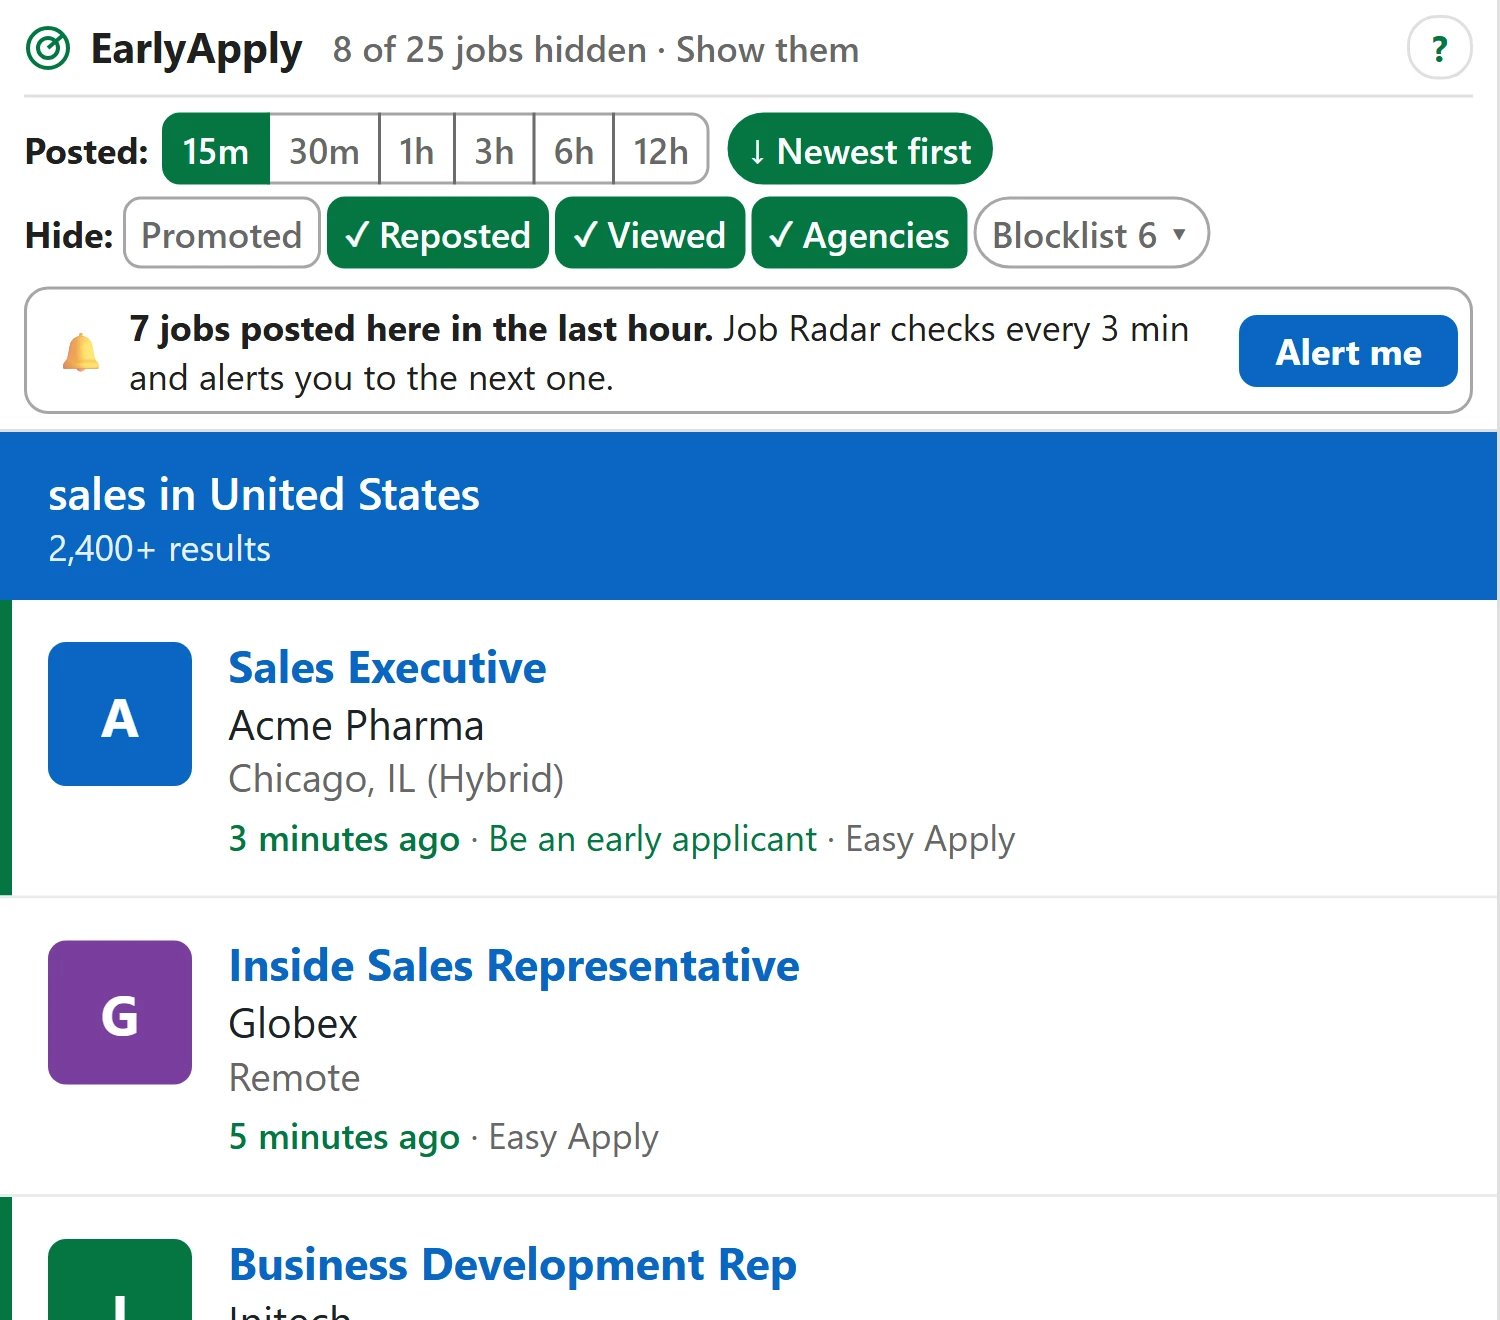 EarlyApply 8 of 25 jobs hidden · Show them ?
Posted: 15m 30m 1h 3h 6h 12h ↓ Newest first
Hide: Promoted ✓ Reposted ✓ Viewed ✓ Agencies Blocklist 6 ▼
7 jobs posted here in the last hour. Job Radar checks every 3 min
and alerts you to the next one.
Alert me
sales in United States
2,400+ results
A
Sales Executive
Acme Pharma
Chicago, IL (Hybrid)
3 minutes ago · Be an early applicant · Easy Apply
G
Inside Sales Representative
Globex
Remote
5 minutes ago · Easy Apply
I
Business Development Rep
Initech